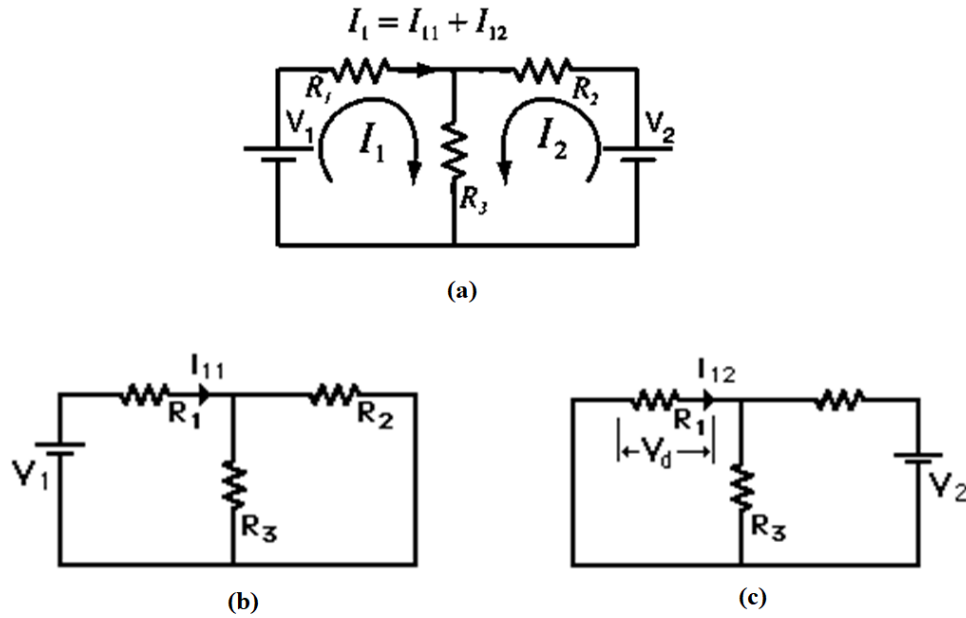 I₁ = I₁₁ + I₁₂
R₁ R₂
V₁ V₂
I₁ I₂
R₃
(a)
I₁₁ I₁₂
R₁ R₂ R₁
V_d
V₁ V₂
R₃ R₃
(b) (c)